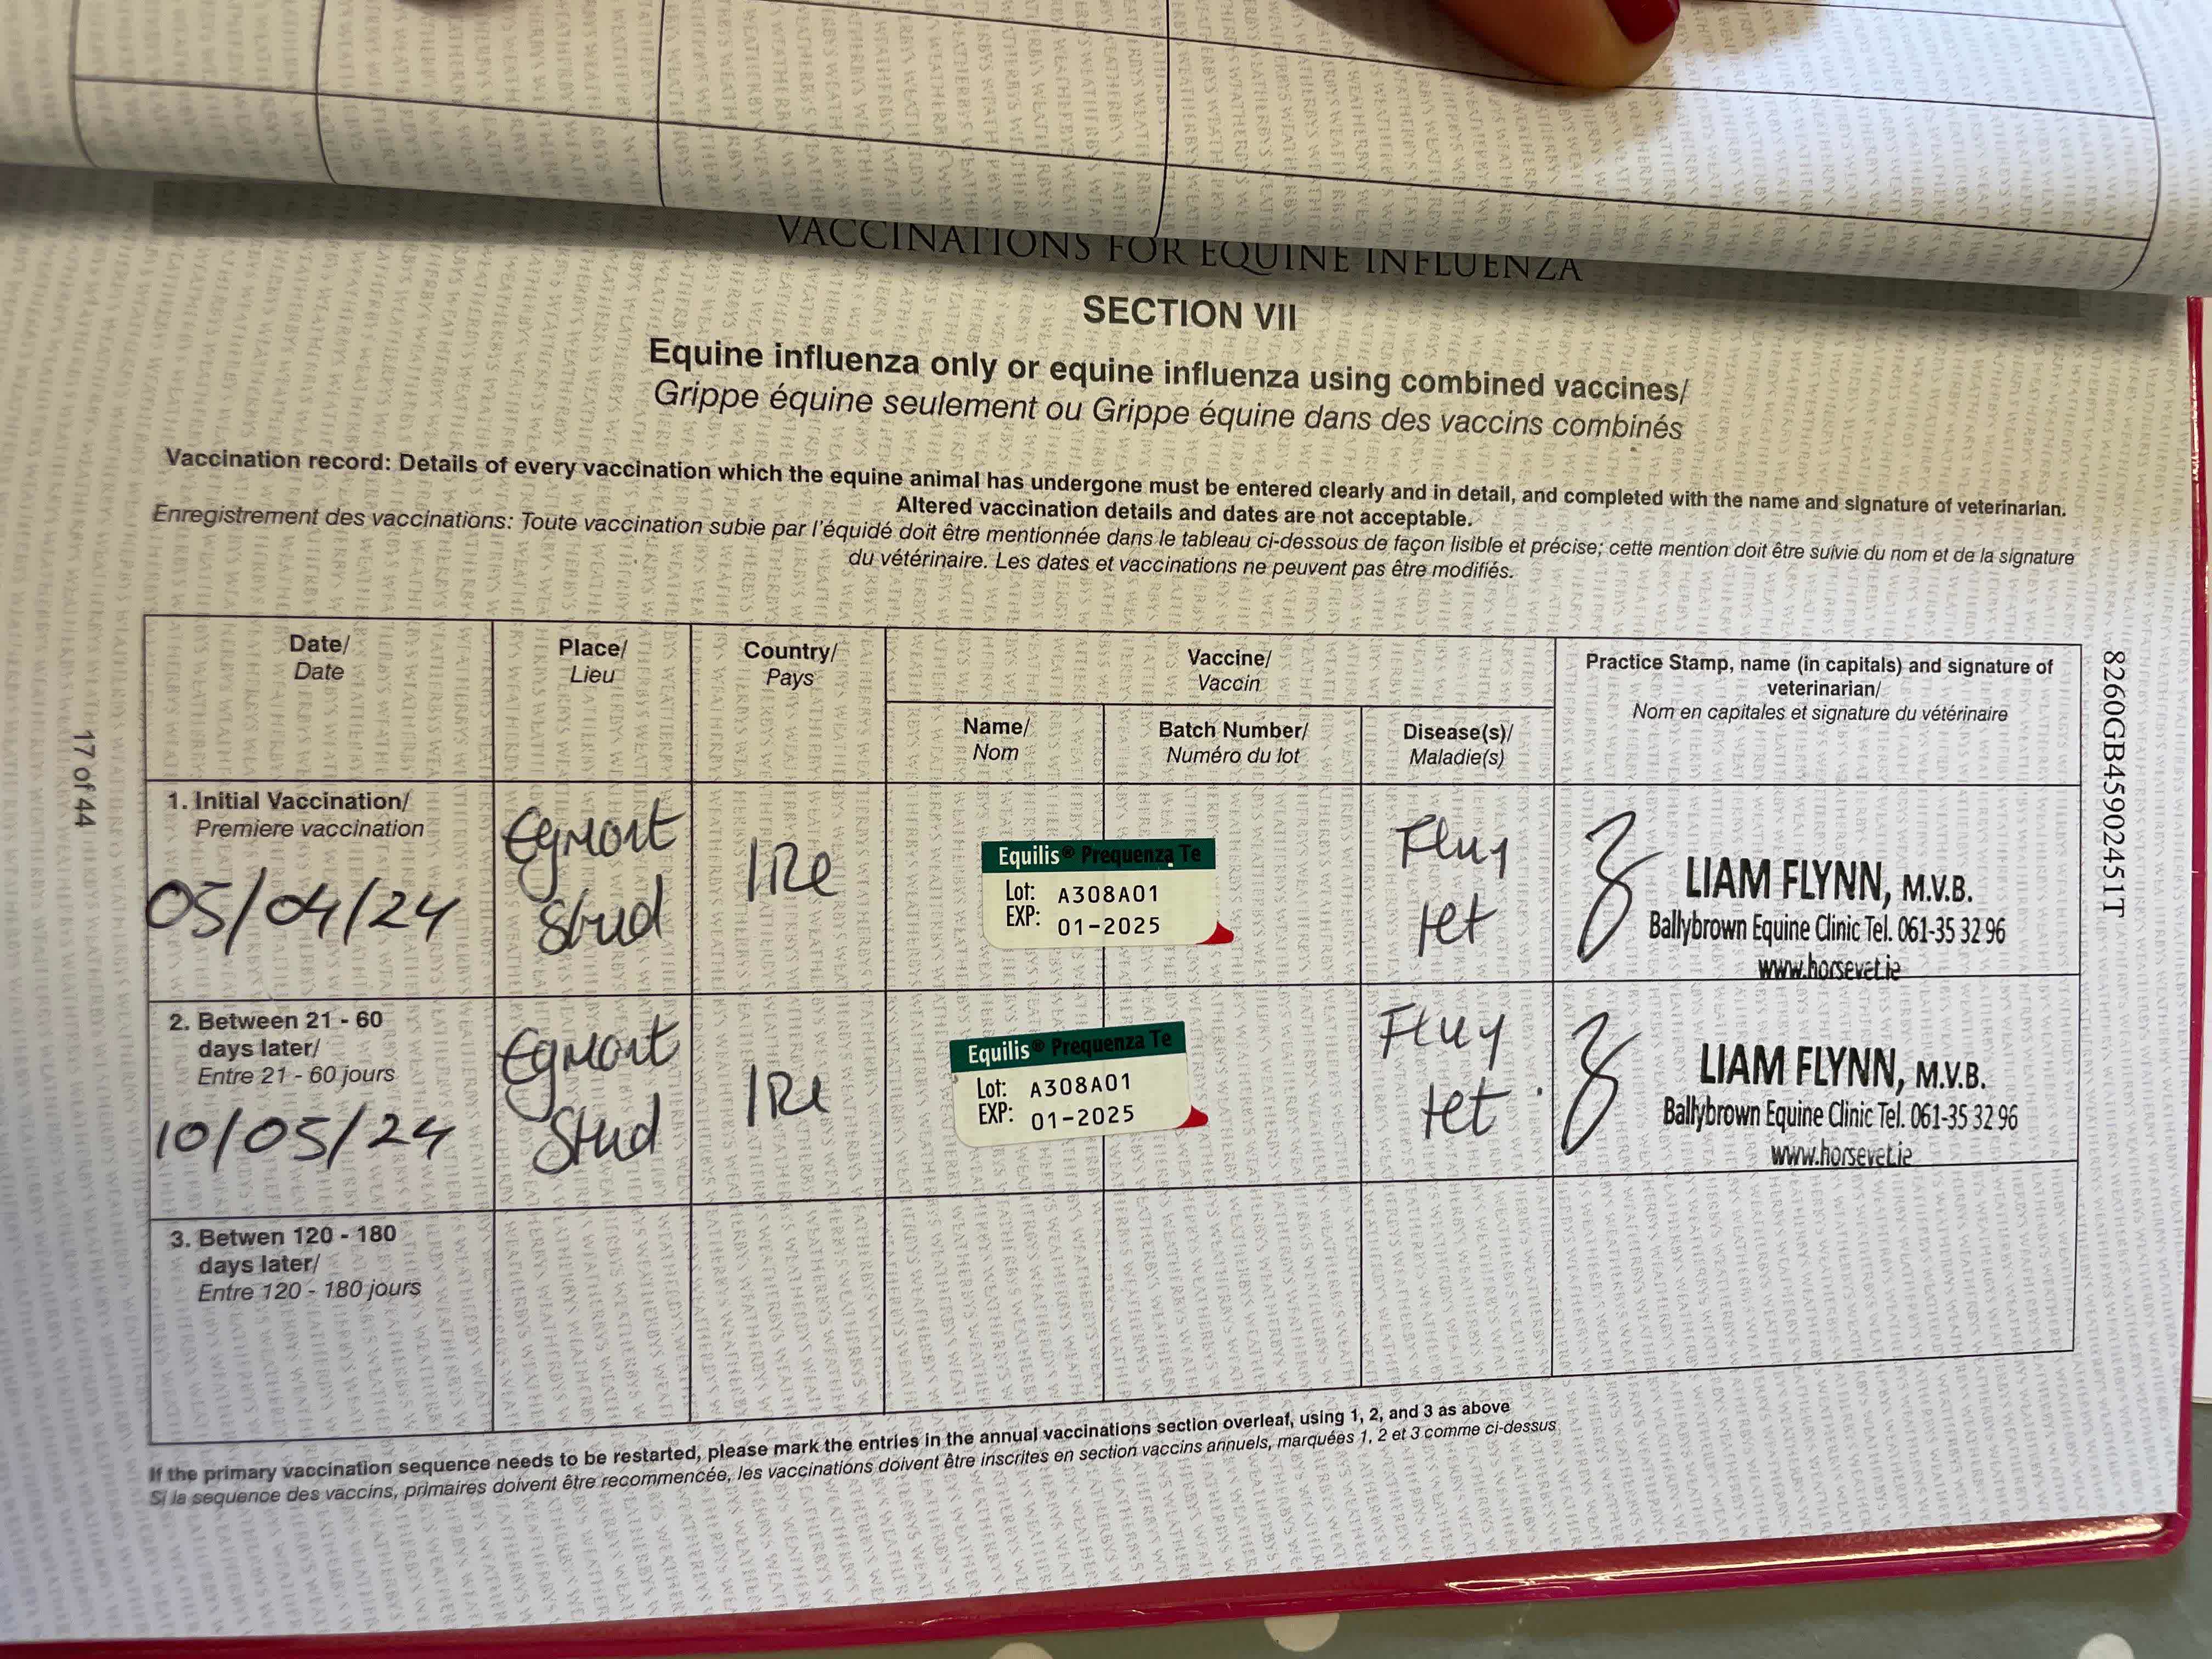 VACCINATIONS FOR EQUINE INFLUENZA
SECTION VII
Equine influenza only or equine influenza using combined vaccines/
Grippe équine seulement ou Grippe équine dans des vaccins combinés
Vaccination record: Details of every vaccination which the equine animal has undergone must be entered clearly and in detail, and completed with the name and signature of veterinarian.
Altered vaccination details and dates are not acceptable.
Enregistrement des vaccinations: Toute vaccination subie par l'équidé doit être mentionnée dans le tableau ci-dessous de façon lisible et précise; cette mention doit être suivie du nom et de la signature
du vétérinaire. Les dates et vaccinations ne peuvent pas être modifiés.
Date/
Date
Place/
Lieu
Country/
Pays
Vaccine/
Vaccin
Name/
Nom
Batch Number/
Numéro du lot
Disease(s)/
Maladie(s)
Practice Stamp, name (in capitals) and signature of
veterinarian/
Nom en capitales et signature du vétérinaire
1. Initial Vaccination/
Premiere vaccination
05/04/24
Egmont
Stud
IRe
Equilis® Prequenza Te
Lot: A308A01
EXP: 01-2025
Flu,
tet
LIAM FLYNN, M.V.B.
Ballybrown Equine Clinic Tel. 061-35 32 96
www.horsevet.ie
2. Between 21 - 60
days later/
Entre 21 - 60 jours
10/05/24
Egmont
Stud
IRe
Equilis® Prequenza Te
Lot: A308A01
EXP: 01-2025
Flu,
tet
LIAM FLYNN, M.V.B.
Ballybrown Equine Clinic Tel. 061-35 32 96
www.horsevet.ie
3. Betwen 120 - 180
days later/
Entre 120 - 180 jours
If the primary vaccination sequence needs to be restarted, please mark the entries in the annual vaccinations section overleaf, using 1, 2, and 3 as above
Si la sequence des vaccins, primaires doivent être recommencée, les vaccinations doivent être inscrites en section vaccins annuels, marquées 1, 2 et 3 comme ci-dessus
17 of 44
8260GB45902451T